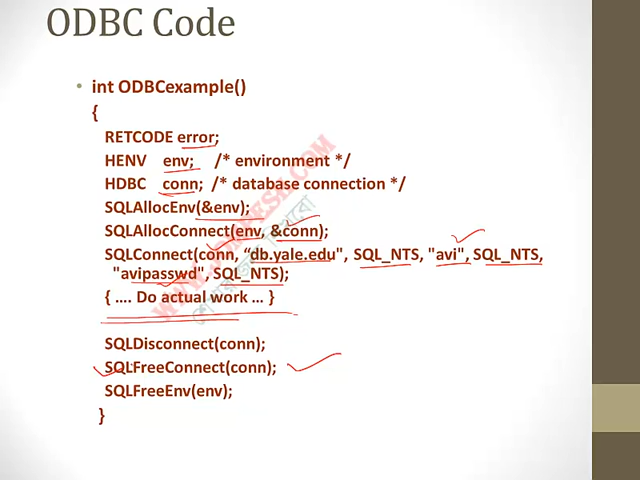 ODBC Code
• int ODBCexample()
{
RETCODE error;
HENV env; /* environment */
HDBC conn; /* database connection */
SQLAllocEnv(&env);
SQLAllocConnect(env, &conn);
SQLConnect(conn, “db.yale.edu", SQL_NTS, "avi", SQL_NTS,
"avipasswd", SQL_NTS);
{ …. Do actual work … }
SQLDisconnect(conn);
SQLFreeConnect(conn);
SQLFreeEnv(env);
}